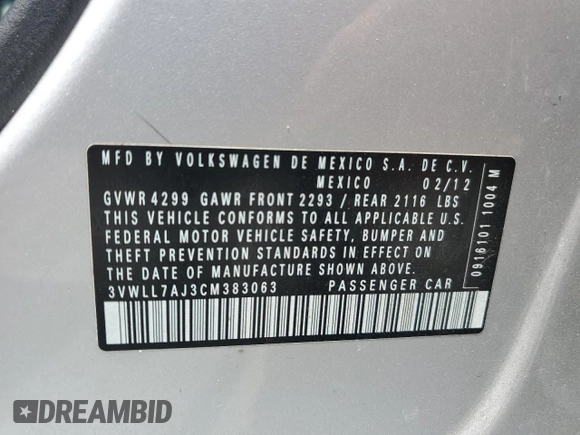 MFD BY VOLKSWAGEN DE MEXICO S.A. DE C.V.
MEXICO 02/12
GVWR 4299 GAWR FRONT 2293 / REAR 2116 LBS
THIS VEHICLE CONFORMS TO ALL APPLICABLE U.S.
FEDERAL MOTOR VEHICLE SAFETY, BUMPER AND
THEFT PREVENTION STANDARDS IN EFFECT ON
THE DATE OF MANUFACTURE SHOWN ABOVE.
3VWLL7AJ3CM383063 PASSENGER CAR
0916101 1004 M
DREAMBID